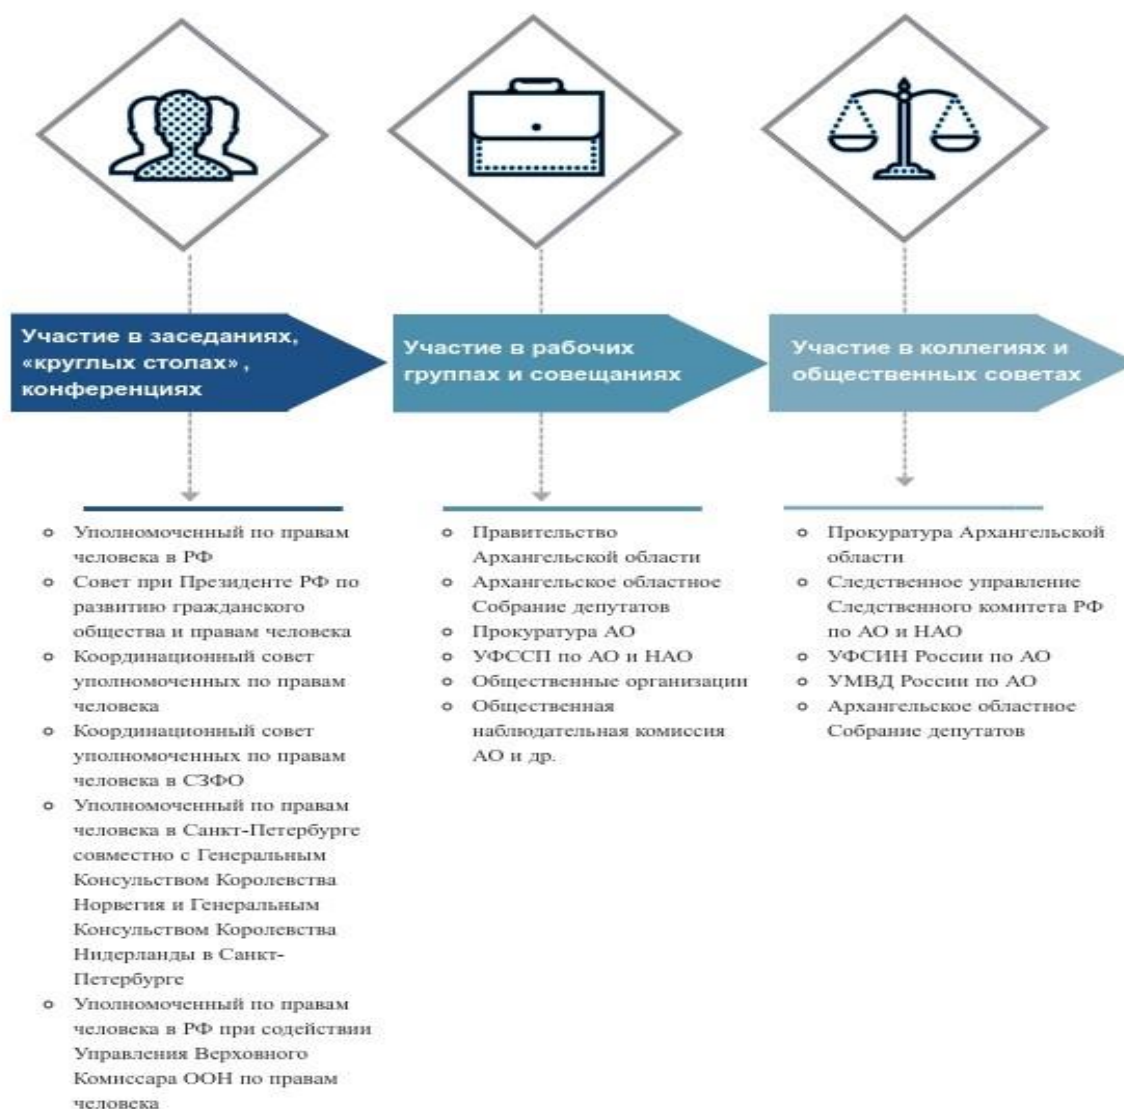 Участие в заседаниях,
«круглых столах» ,
конференциях
Участие в рабочих
группах и совещаниях
Участие в коллегиях и
общественных советах
Уполномоченный по правам
человека в РФ
Совет при Президенте РФ по
развитию гражданского
общества и правам человека
Координационный совет
уполномоченных по правам
человека
Координационный совет
уполномоченных по правам
человека в СЗФО
Уполномоченный по правам
человека в Санкт-Петербурге
совместно с Генеральным
Консульством Королевства
Норвегия и Генеральным
Консульством Королевства
Нидерланды в Санкт-
Петербурге
Уполномоченный по правам
человека в РФ при содействии
Управления Верховного
Комиссара ООН по правам
человека
Правительство
Архангельской области
Архангельское областное
Собрание депутатов
Прокуратура АО
УФССП по АО и НАО
Общественные организации
Общественная
наблюдательная комиссия
АО и др.
Прокуратура Архангельской
области
Следственное управление
Следственного комитета РФ
по АО и НАО
УФСИН России по АО
УМВД России по АО
Архангельское областное
Собрание депутатов